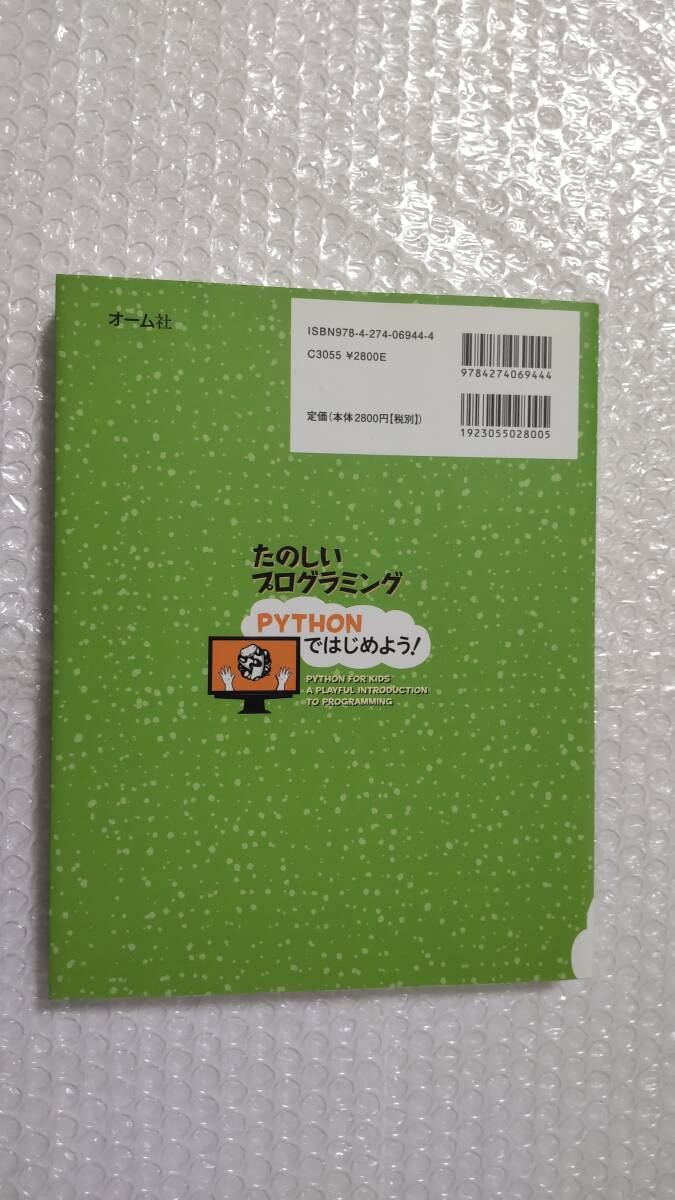 オーム社
ISBN978-4-274-06944-4
C3055 ¥2800E
定価(本体2800円【税別】)
9784274069444
1923055028005
たのしい
プログラミング
PYTHON
ではじめよう!
PYTHON FOR KIDS
A PLAYFUL INTRODUCTION
TO PROGRAMMING